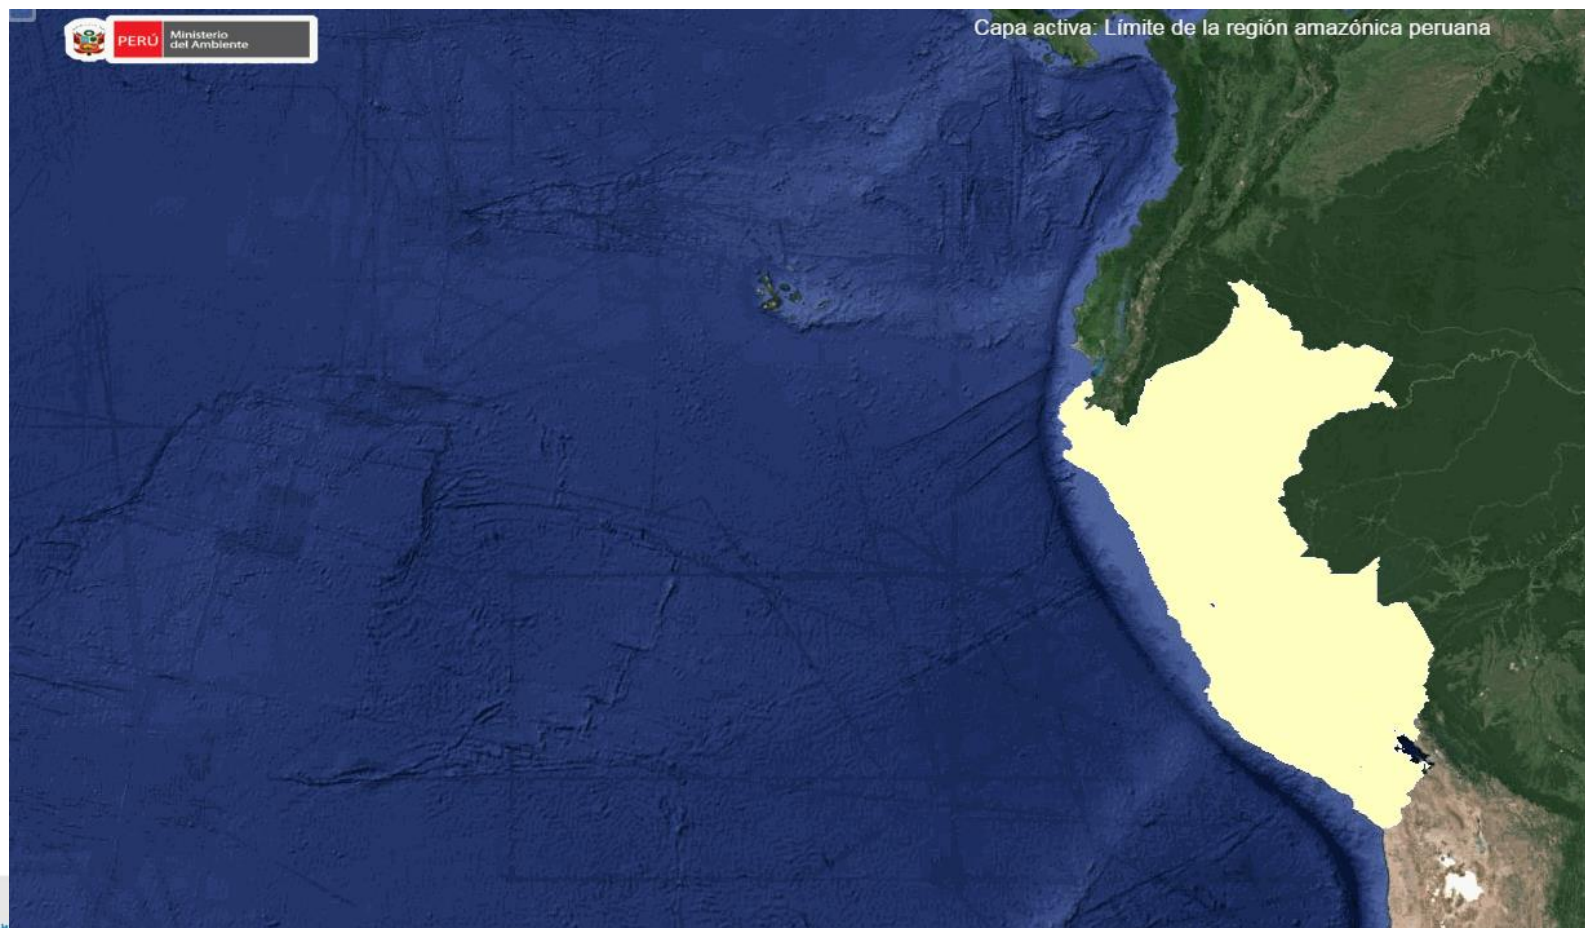 PERÚ
Ministerio
del Ambiente
Capa activa: Límite de la región amazónica peruana